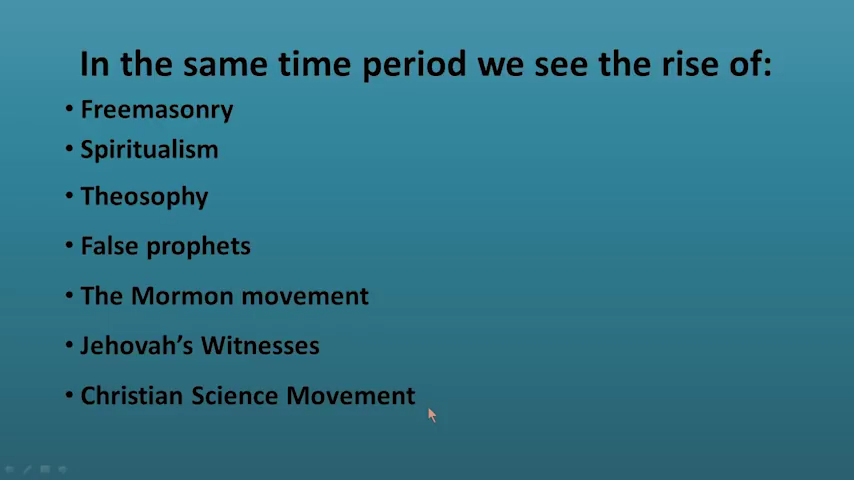 In the same time period we see the rise of:
• Freemasonry
• Spiritualism
• Theosophy
• False prophets
• The Mormon movement
• Jehovah’s Witnesses
• Christian Science Movement